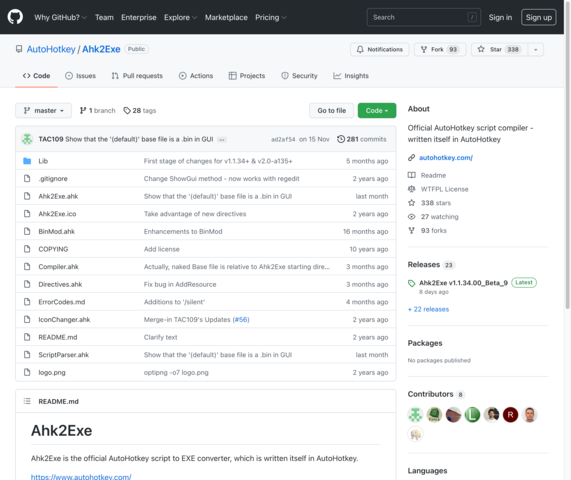 Why GitHub? Team Enterprise Explore Marketplace Pricing Search / Sign in Sign up
AutoHotkey / Ahk2Exe Public Notifications Fork 93 Star 338
Code Issues Pull requests Actions Projects Security Insights
master 1 branch 28 tags Go to file Code
TAC109 Show that the '(default)' base file is a .bin in GUI ... ad2af54 on 15 Nov 281 commits
Lib First stage of changes for v1.1.34+ & v2.0-a135+ 5 months ago
.gitignore Change ShowGui method - now works with regedit 2 years ago
Ahk2Exe.ahk Show that the '(default)' base file is a .bin in GUI last month
Ahk2Exe.ico Take advantage of new directives 2 years ago
BinMod.ahk Enhancements to BinMod 16 months ago
COPYING Add license 10 years ago
Compiler.ahk Actually, naked Base file is relative to Ahk2Exe starting dire... 3 months ago
Directives.ahk Fix bug in AddResource 3 months ago
ErrorCodes.md Additions to '/silent' 4 months ago
IconChanger.ahk Merge-in TAC109's Updates (#56) 2 years ago
README.md Clarify text 2 years ago
ScriptParser.ahk Show that the '(default)' base file is a .bin in GUI last month
logo.png optipng -o7 logo.png 2 years ago
README.md
Ahk2Exe
Ahk2Exe is the official AutoHotkey script to EXE converter, which is written itself in AutoHotkey.
https://www.autohotkey.com/
About
Official AutoHotkey script compiler -
written itself in AutoHotkey
autohotkey.com/
Readme
WTFPL License
338 stars
27 watching
93 forks
Releases 23
Ahk2Exe v1.1.34.00_Beta_9 Latest
8 days ago
+ 22 releases
Packages
No packages published
Contributors 8
L
R
Languages